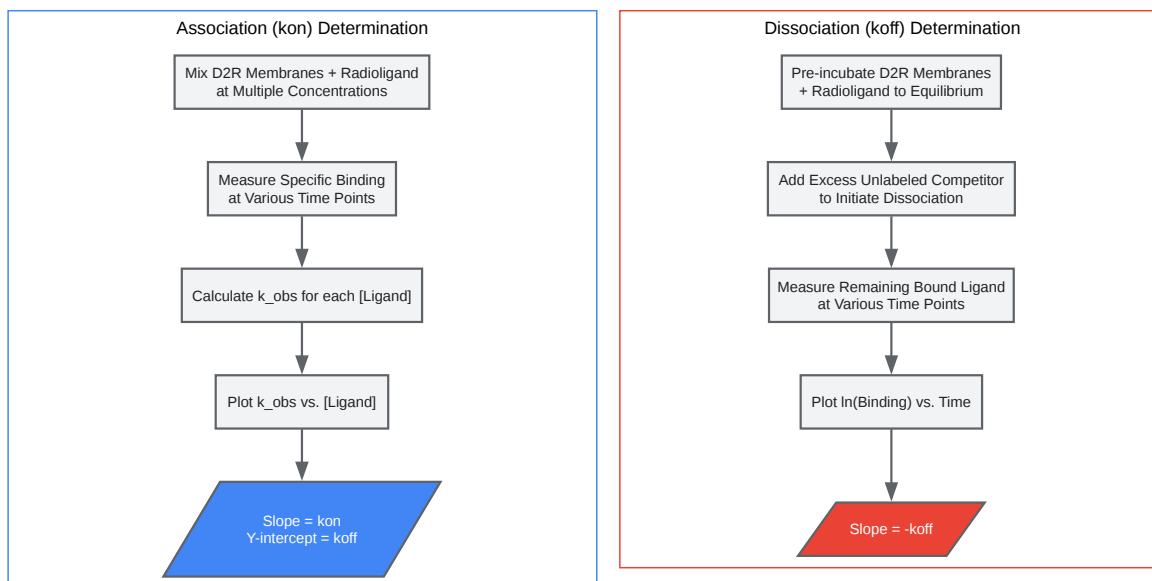 Association (kon) Determination
Mix D2R Membranes + Radioligand
at Multiple Concentrations
Measure Specific Binding
at Various Time Points
Calculate k_obs for each [Ligand]
Plot k_obs vs. [Ligand]
Slope = kon
Y-intercept = koff
Dissociation (koff) Determination
Pre-incubate D2R Membranes
+ Radioligand to Equilibrium
Add Excess Unlabeled Competitor
to Initiate Dissociation
Measure Remaining Bound Ligand
at Various Time Points
Plot ln(Binding) vs. Time
Slope = -koff